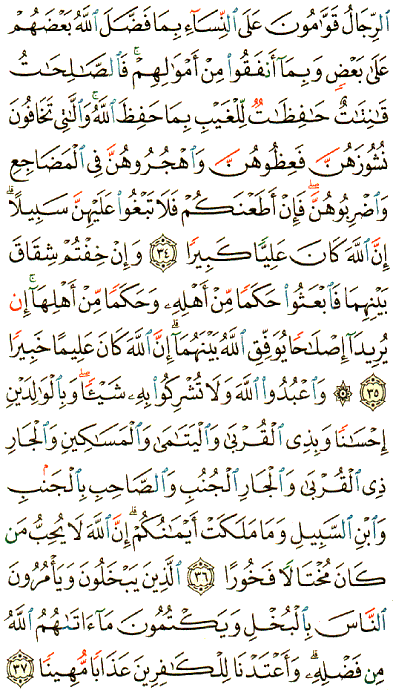 ٱلرِّجَالُ قَوَّٰمُونَ عَلَى ٱلنِّسَآءِ بِمَا فَضَّلَ ٱللَّهُ بَعْضَهُمْ
عَلَىٰ بَعْضٍ وَبِمَآ أَنفَقُوا۟ مِنْ أَمْوَٰلِهِمْ ۚ فَٱلصَّٰلِحَٰتُ
قَٰنِتَٰتٌ حَٰفِظَٰتٌ لِّلْغَيْبِ بِمَا حَفِظَ ٱللَّهُ ۚ وَٱلَّٰتِى تَخَافُونَ
نُشُوزَهُنَّ فَعِظُوهُنَّ وَٱهْجُرُوهُنَّ فِى ٱلْمَضَاجِعِ
وَٱضْرِبُوهُنَّ ۖ فَإِنْ أَطَعْنَكُمْ فَلَا تَبْغُوا۟ عَلَيْهِنَّ سَبِيلًا ۗ
إِنَّ ٱللَّهَ كَانَ عَلِيًّا كَبِيرًا ٣٤ وَإِنْ خِفْتُمْ شِقَاقَ
بَيْنِهِمَا فَٱبْعَثُوا۟ حَكَمًا مِّنْ أَهْلِهِۦ وَحَكَمًا مِّنْ أَهْلِهَآ ۚ إِن
يُرِيدَآ إِصْلَٰحًا يُوَفِّقِ ٱللَّهُ بَيْنَهُمَآ ۗ إِنَّ ٱللَّهَ كَانَ عَلِيمًا خَبِيرًا
٣٥ ۞ وَٱعْبُدُوا۟ ٱللَّهَ وَلَا تُشْرِكُوا۟ بِهِۦ شَيْـًٔا ۖ وَبِٱلْوَٰلِدَيْنِ
إِحْسَٰنًا وَبِذِى ٱلْقُرْبَىٰ وَٱلْيَتَٰمَىٰ وَٱلْمَسَٰكِينِ وَٱلْجَارِ
ذِى ٱلْقُرْبَىٰ وَٱلْجَارِ ٱلْجُنُبِ وَٱلصَّاحِبِ بِٱلْجَنۢبِ
وَٱبْنِ ٱلسَّبِيلِ وَمَا مَلَكَتْ أَيْمَٰنُكُمْ ۗ إِنَّ ٱللَّهَ لَا يُحِبُّ مَن
كَانَ مُخْتَالًا فَخُورًا ٣٦ ٱلَّذِينَ يَبْخَلُونَ وَيَأْمُرُونَ
ٱلنَّاسَ بِٱلْبُخْلِ وَيَكْتُمُونَ مَآ ءَاتَىٰهُمُ ٱللَّهُ
مِن فَضْلِهِۦ ۗ وَأَعْتَدْنَا لِلْكَٰفِرِينَ عَذَابًا مُّهِينًا ٣٧